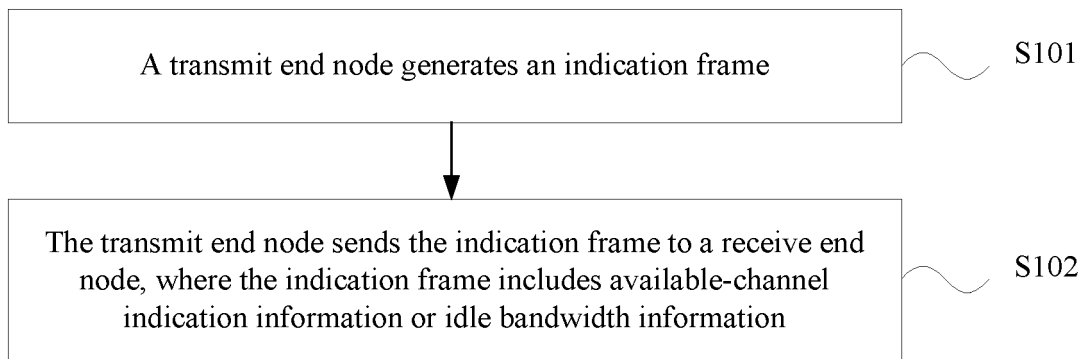 A transmit end node generates an indication frame
S101
The transmit end node sends the indication frame to a receive end
node, where the indication frame includes available-channel
indication information or idle bandwidth information
S102